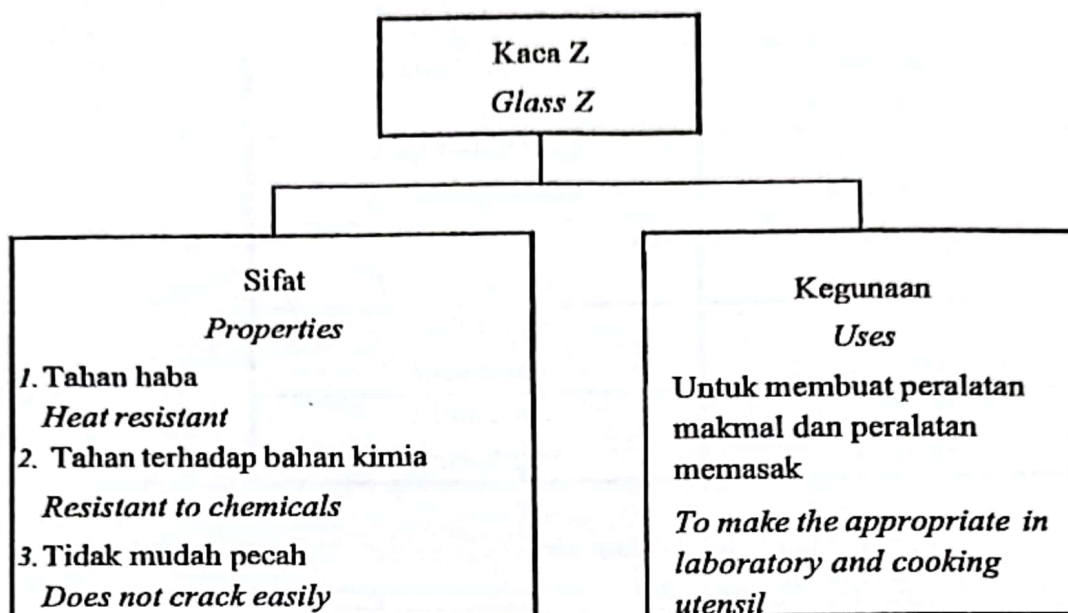 Kaca Z
Glass Z
Sifat
Properties
1. Tahan haba
Heat resistant
2. Tahan terhadap bahan kimia
Resistant to chemicals
3. Tidak mudah pecah
Does not crack easily
Kegunaan
Uses
Untuk membuat peralatan
makmal dan peralatan
memasak
To make the appropriate in
laboratory and cooking
utensil